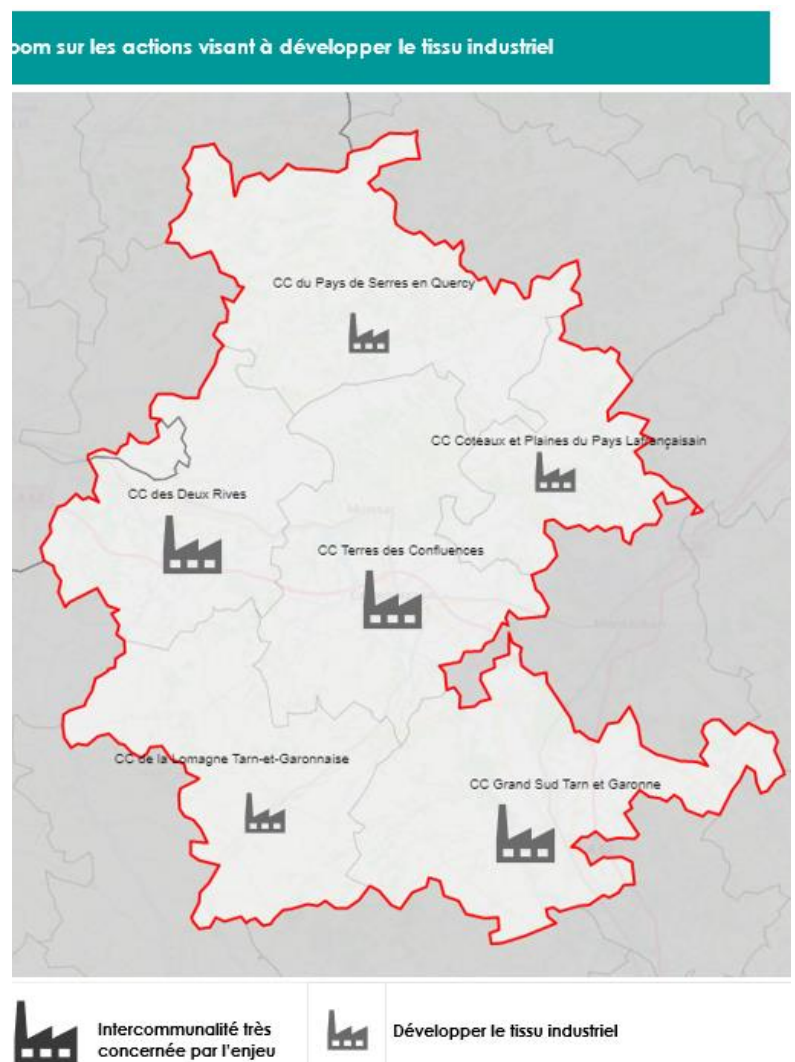 oom sur les actions visant à développer le tissu industriel
CC du Pays de Serres en Quercy
CC Coteaux et Plaines du Pays Lafrançaisain
CC des Deux Rives
CC Terres des Confluences
CC de la Lomagne Tarn-et-Garonnaise
CC Grand Sud Tarn et Garonne
Intercommunalité très
concernée par l'enjeu
Développer le tissu industriel